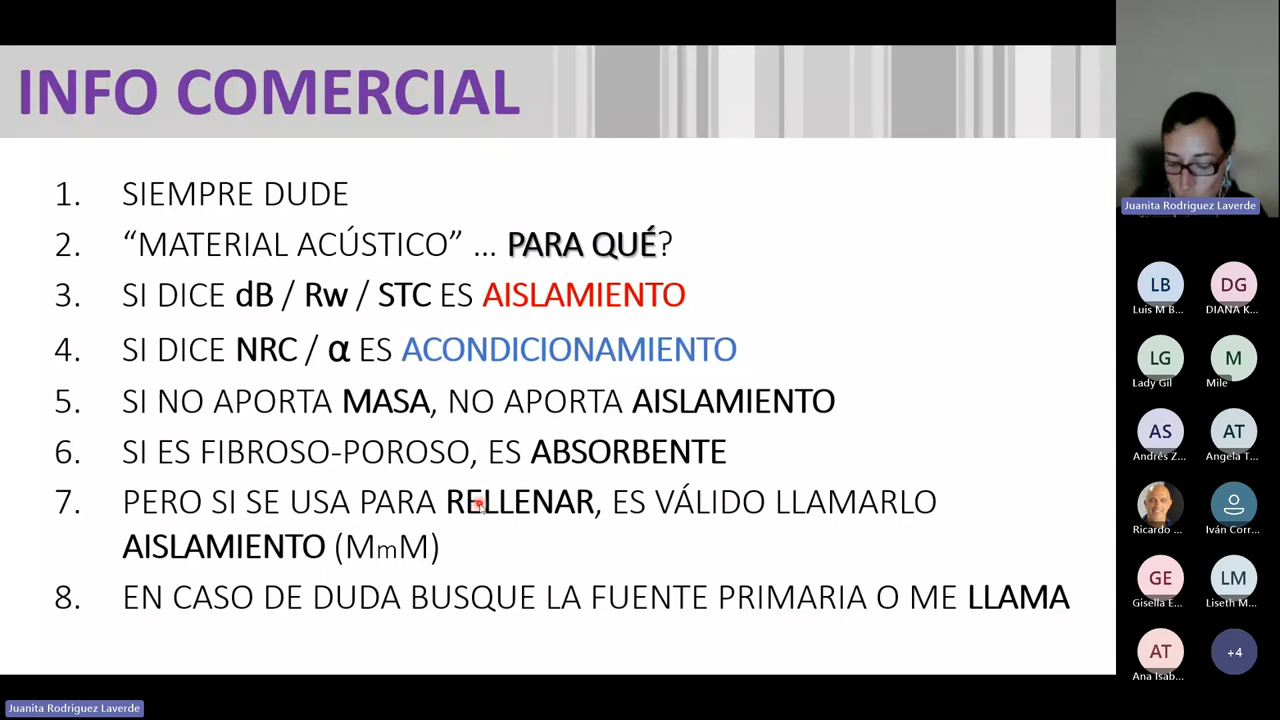 INFO COMERCIAL
1. SIEMPRE DUDE
2. “MATERIAL ACÚSTICO” ... PARA QUÉ?
3. SI DICE dB / Rw / STC ES AISLAMIENTO
4. SI DICE NRC / α ES ACONDICIONAMIENTO
5. SI NO APORTA MASA, NO APORTA AISLAMIENTO
6. SI ES FIBROSO-POROSO, ES ABSORBENTE
7. PERO SI SE USA PARA RELLENAR, ES VÁLIDO LLAMARLO
AISLAMIENTO (MmM)
8. EN CASO DE DUDA BUSQUE LA FUENTE PRIMARIA O ME LLAMA
Juanita Rodriguez Laverde
LB DG
Luis M B... DIANA K...
LG M
Lady Gil Mile
AS AT
Andrés Z... Angela T...
Ricardo ... Iván Corr...
GE LM
Gisella E... Liseth M...
AT +4
Ana Isab...
Juanita Rodriguez Laverde